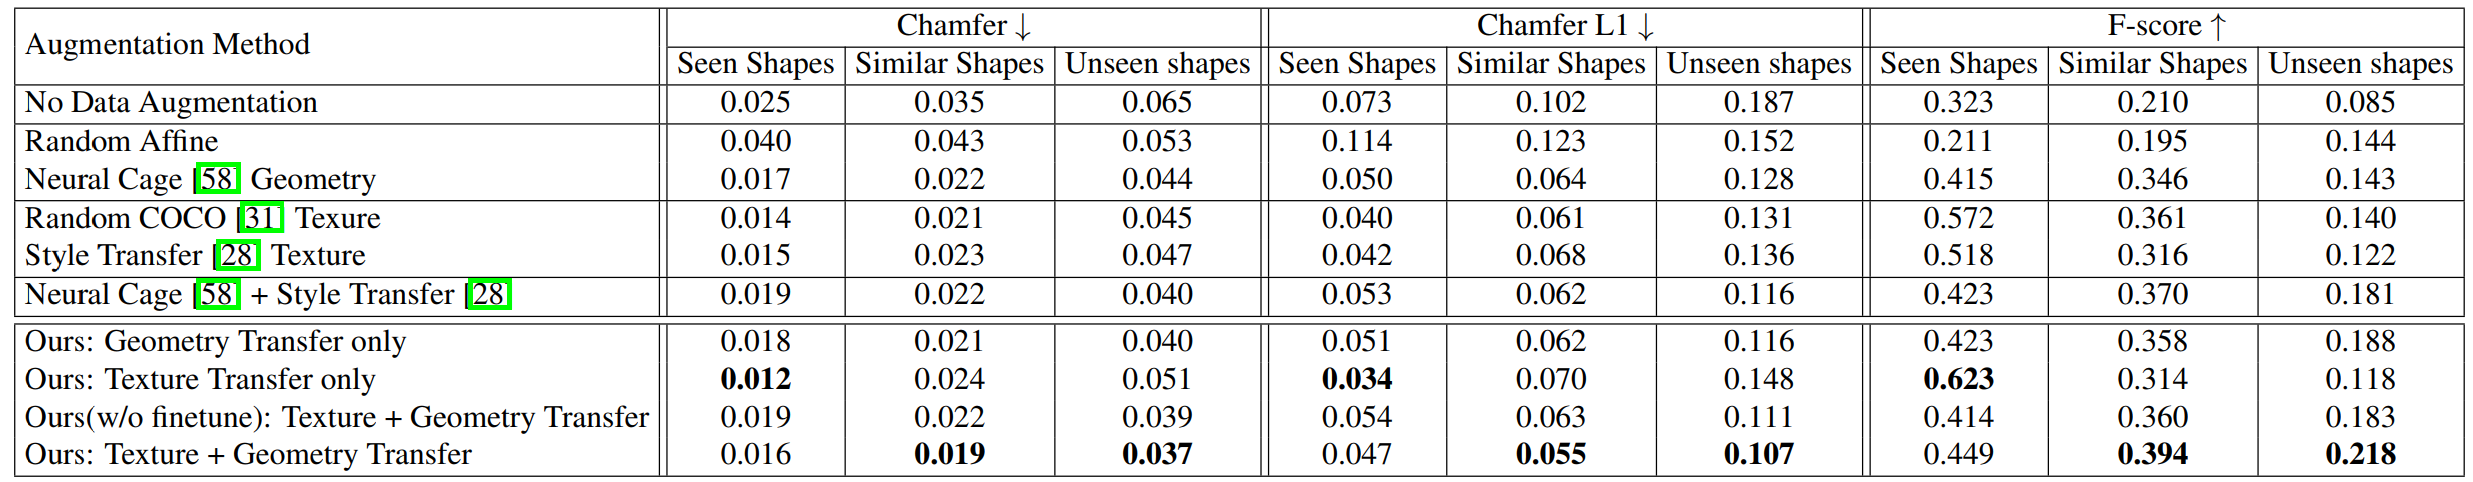 Augmentation Method Chamfer ↓ Chamfer L1 ↓ F-score ↑
Seen Shapes Similar Shapes Unseen shapes Seen Shapes Similar Shapes Unseen shapes Seen Shapes Similar Shapes Unseen shapes
No Data Augmentation 0.025 0.035 0.065 0.073 0.102 0.187 0.323 0.210 0.085
Random Affine 0.040 0.043 0.053 0.114 0.123 0.152 0.211 0.195 0.144
Neural Cage [58] Geometry 0.017 0.022 0.044 0.050 0.064 0.128 0.415 0.346 0.143
Random COCO [31] Texure 0.014 0.021 0.045 0.040 0.061 0.131 0.572 0.361 0.140
Style Transfer [28] Texture 0.015 0.023 0.047 0.042 0.068 0.136 0.518 0.316 0.122
Neural Cage [58] + Style Transfer [28] 0.019 0.022 0.040 0.053 0.062 0.116 0.423 0.370 0.181
Ours: Geometry Transfer only 0.018 0.021 0.040 0.051 0.062 0.116 0.423 0.358 0.188
Ours: Texture Transfer only 0.012 0.024 0.051 0.034 0.070 0.148 0.623 0.314 0.118
Ours(w/o finetune): Texture + Geometry Transfer 0.019 0.022 0.039 0.054 0.063 0.111 0.414 0.360 0.183
Ours: Texture + Geometry Transfer 0.016 0.019 0.037 0.047 0.055 0.107 0.449 0.394 0.218